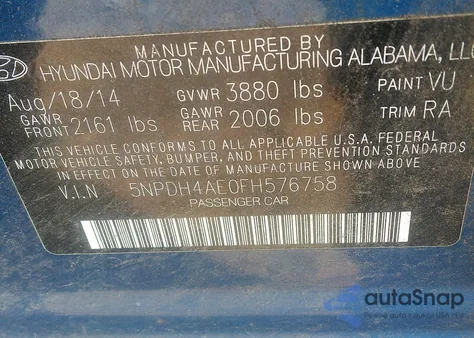 MANUFACTURED BY
HYUNDAI MOTOR MANUFACTURING ALABAMA, LLC
Aug/18/14 GVWR 3880 lbs PAINT VU
GAWR FRONT 2161 lbs GAWR REAR 2006 lbs TRIM RA
THIS VEHICLE CONFORMS TO ALL APPLICABLE U.S.A. FEDERAL
MOTOR VEHICLE SAFETY, BUMPER, AND THEFT PREVENTION STANDARDS
IN EFFECT ON THE DATE OF MANUFACTURE SHOWN ABOVE.
V.I.N 5NPDH4AE0FH576758
PASSENGER CAR
autoSnap